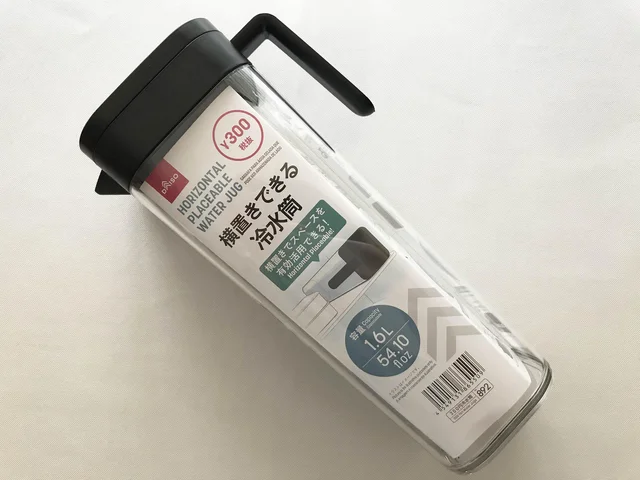 DAISO
¥300
税抜
HORIZONTAL
PLACEABLE
WATER JUG
横置きできる
冷水筒
横置きでスペースを
有効活用できる!
Horizontal placeable!
容量 Capacity
1.6L
54.10
fl oz
892